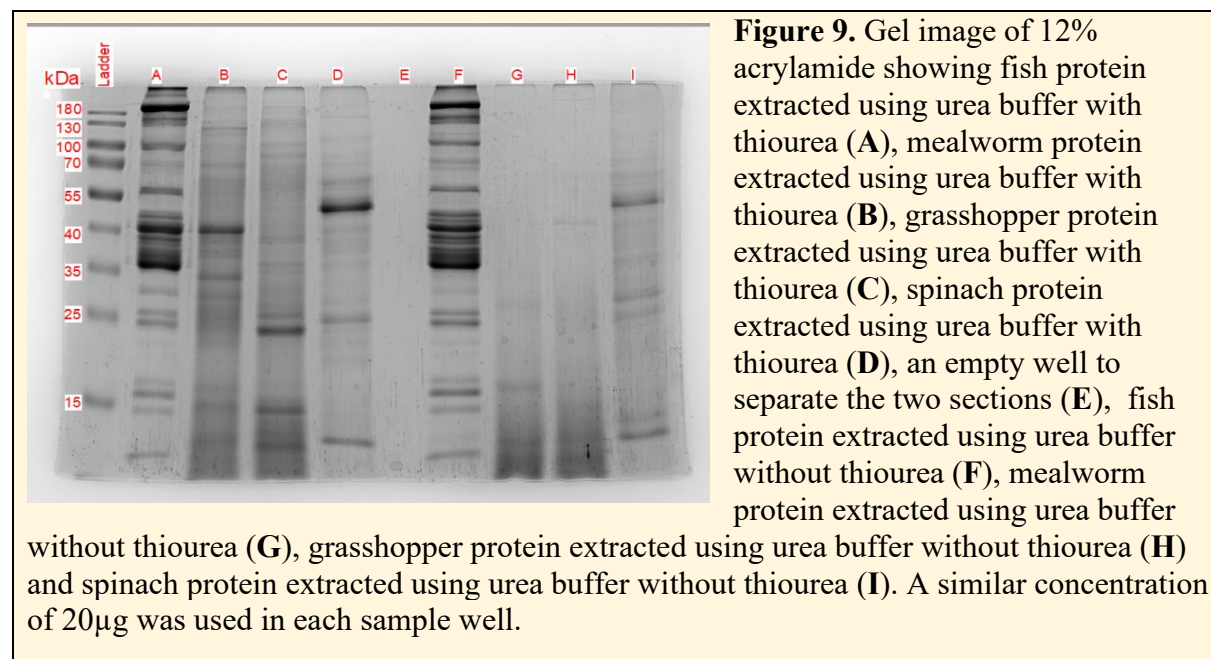 Ladder
kDa A B C D E F G H I
180
130
100
70
55
40
35
25
15
Figure 9. Gel image of 12%
acrylamide showing fish protein
extracted using urea buffer with
thiourea (A), mealworm protein
extracted using urea buffer with
thiourea (B), grasshopper protein
extracted using urea buffer with
thiourea (C), spinach protein
extracted using urea buffer with
thiourea (D), an empty well to
separate the two sections (E),  fish
protein extracted using urea buffer
without thiourea (F), mealworm
protein extracted using urea buffer
without thiourea (G), grasshopper protein extracted using urea buffer without thiourea (H)
and spinach protein extracted using urea buffer without thiourea (I). A similar concentration
of 20µg was used in each sample well.